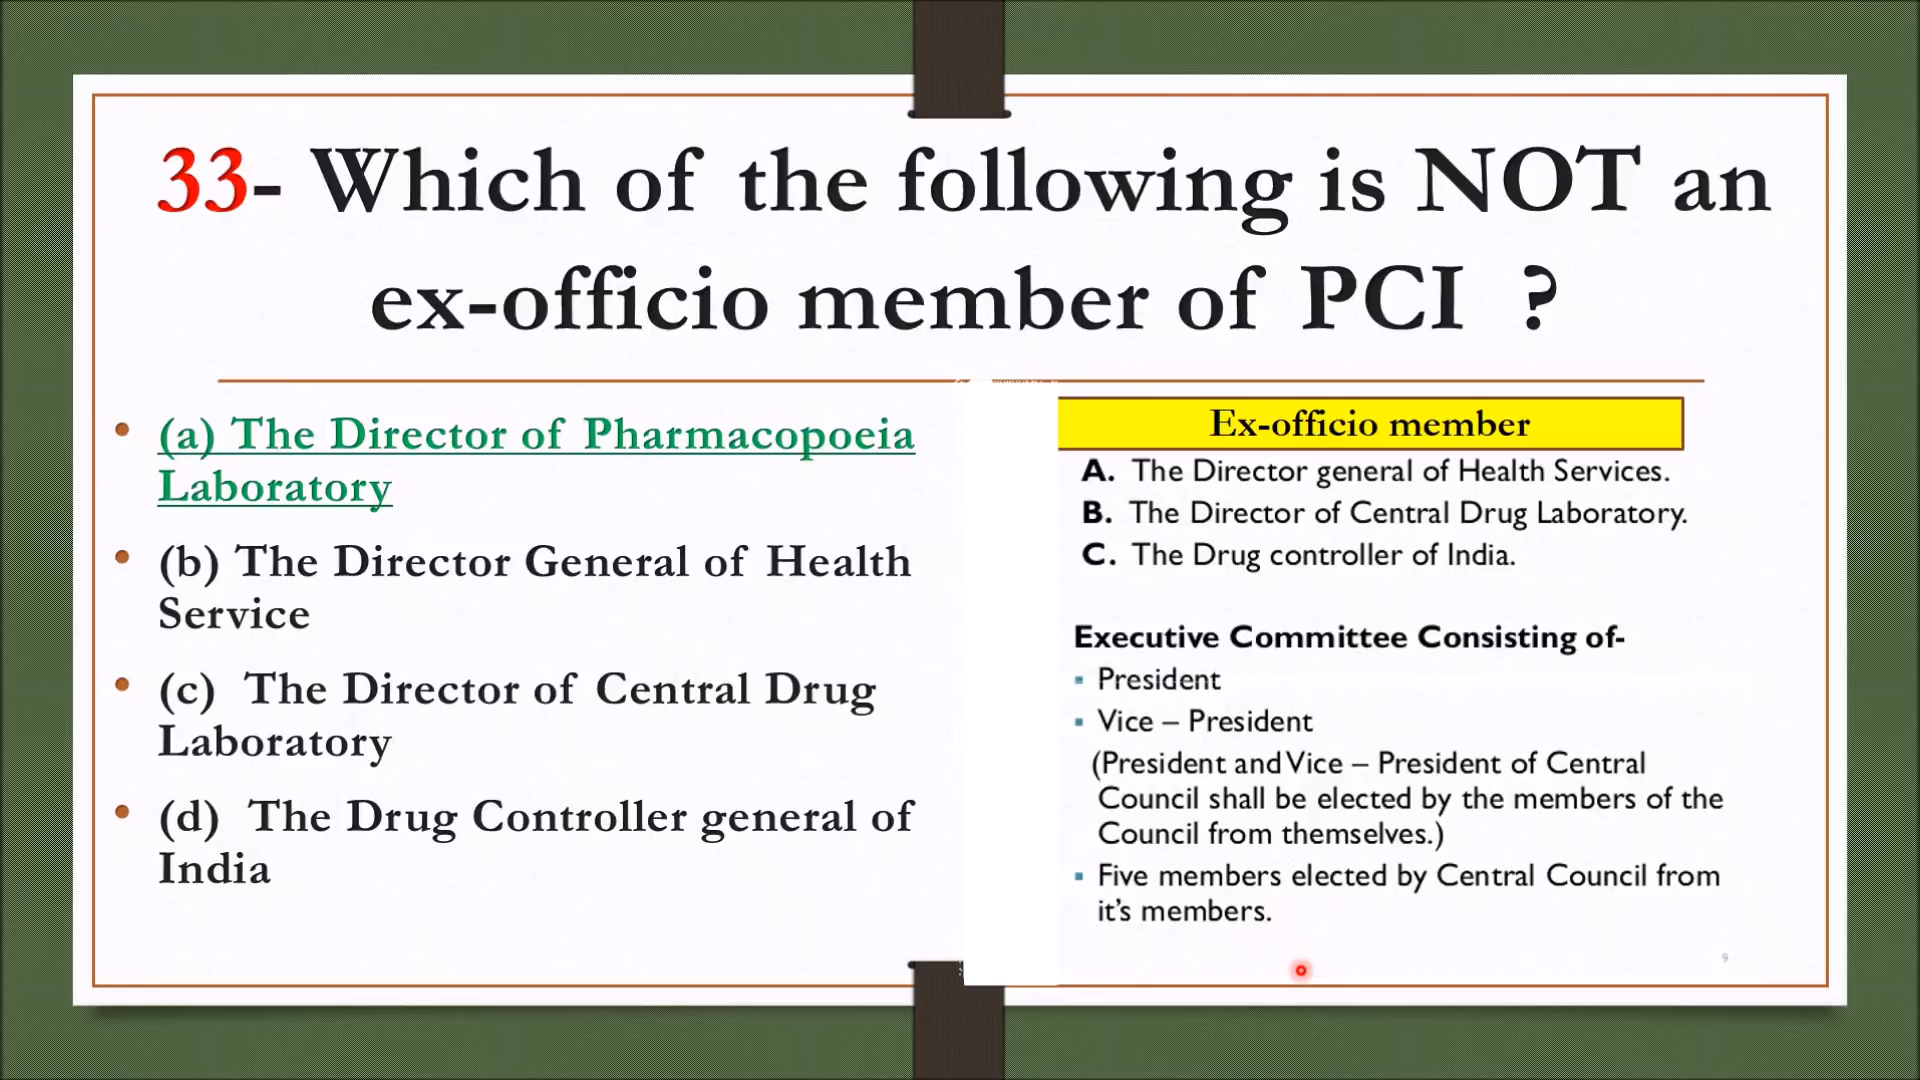 33- Which of the following is NOT an
ex-officio member of PCI ?
• (a) The Director of Pharmacopoeia
Laboratory
• (b) The Director General of Health
Service
• (c) The Director of Central Drug
Laboratory
• (d) The Drug Controller general of
India
Ex-officio member
A. The Director general of Health Services.
B. The Director of Central Drug Laboratory.
C. The Drug controller of India.
Executive Committee Consisting of-
▪ President
▪ Vice – President
(President and Vice – President of Central
Council shall be elected by the members of the
Council from themselves.)
▪ Five members elected by Central Council from
it’s members.
9